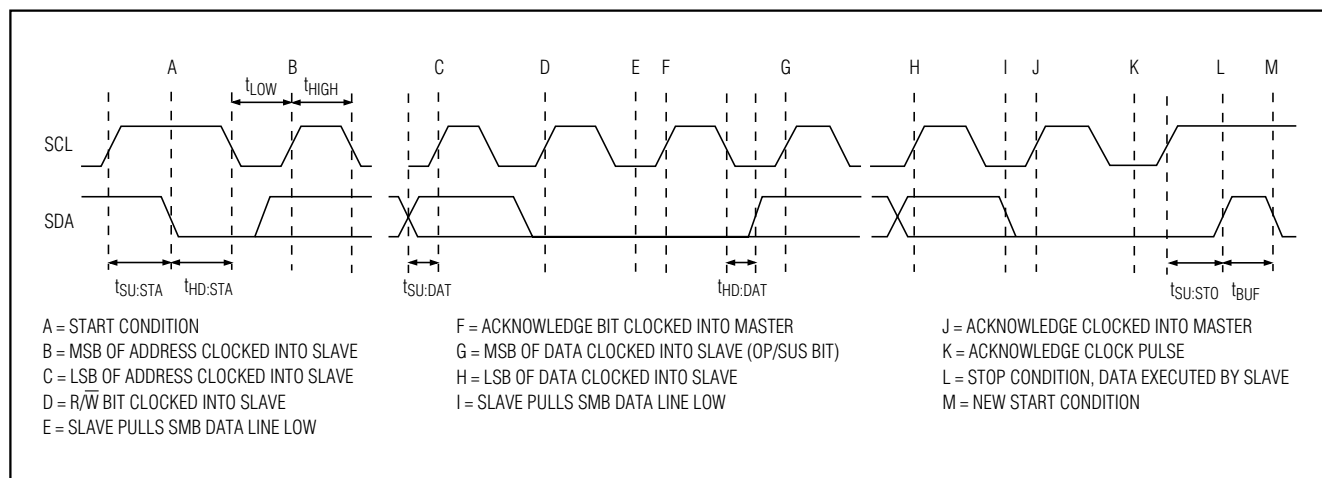 A B C D E F G H I J K L M
tLOW tHIGH
SCL
SDA
tSU:STA tHD:STA tSU:DAT tHD:DAT tSU:STO tBUF
A = START CONDITION
B = MSB OF ADDRESS CLOCKED INTO SLAVE
C = LSB OF ADDRESS CLOCKED INTO SLAVE
D = R/W̅ BIT CLOCKED INTO SLAVE
E = SLAVE PULLS SMB DATA LINE LOW
F = ACKNOWLEDGE BIT CLOCKED INTO MASTER
G = MSB OF DATA CLOCKED INTO SLAVE (OP/SUS BIT)
H = LSB OF DATA CLOCKED INTO SLAVE
I = SLAVE PULLS SMB DATA LINE LOW
J = ACKNOWLEDGE CLOCKED INTO MASTER
K = ACKNOWLEDGE CLOCK PULSE
L = STOP CONDITION, DATA EXECUTED BY SLAVE
M = NEW START CONDITION